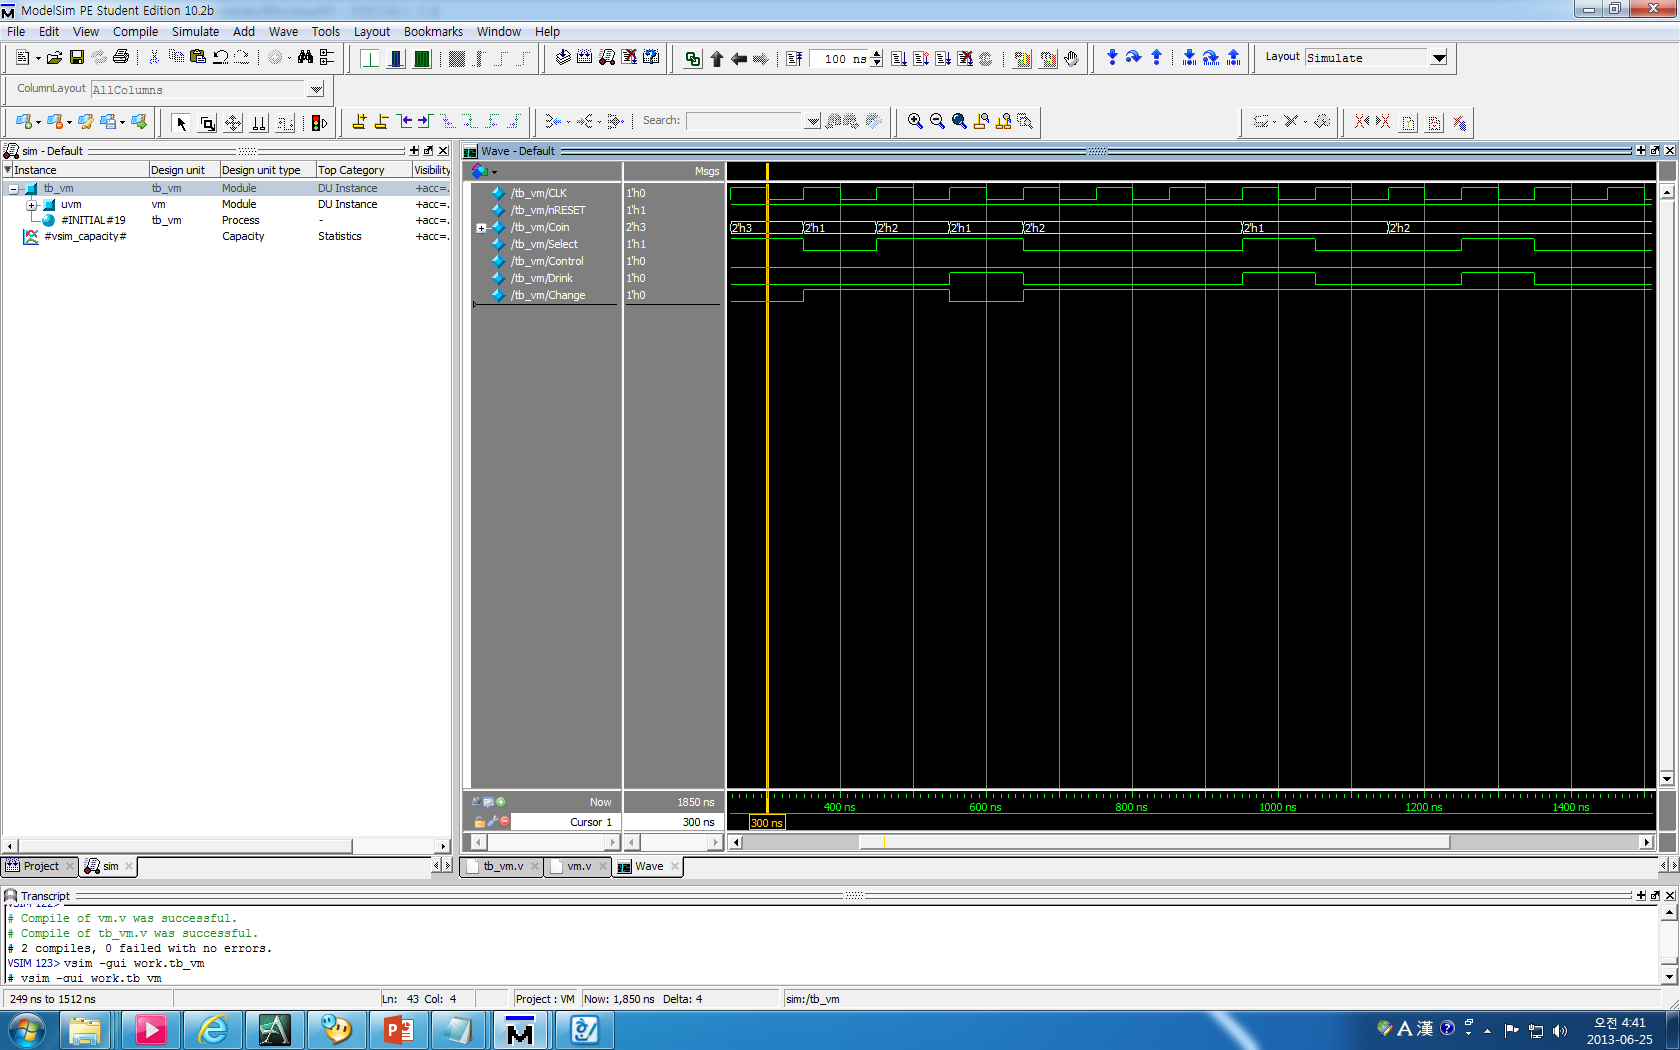 ModelSim PE Student Edition 10.2b
File Edit View Compile Simulate Add Wave Tools Layout Bookmarks Window Help
100 ns
Layout Simulate
ColumnLayout AllColumns
Search:
sim - Default
Instance Design unit Design unit type Top Category Visibility
tb_vm tb_vm Module DU Instance +acc=.
uvm vm Module DU Instance +acc=.
#INITIAL#19 tb_vm Process - +acc=.
#vsim_capacity# Capacity Statistics +acc=.
Wave - Default
Msgs
/tb_vm/CLK 1'h0
/tb_vm/nRESET 1'h1
/tb_vm/Coin 2'h3 2'h3 2'h1 2'h2 2'h1 2'h2 2'h1 2'h2
/tb_vm/Select 1'h1
/tb_vm/Control 1'h0
/tb_vm/Drink 1'h0
/tb_vm/Change 1'h0
Now 1850 ns 400 ns 600 ns 800 ns 1000 ns 1200 ns 1400 ns
Cursor 1 300 ns 300 ns
Project sim
tb_vm.v vm.v Wave
Transcript
VSIM 122>
# Compile of vm.v was successful.
# Compile of tb_vm.v was successful.
# 2 compiles, 0 failed with no errors.
VSIM 123> vsim -gui work.tb_vm
# vsim -gui work.tb_vm
249 ns to 1512 ns Ln: 43 Col: 4 Project : VM Now: 1,850 ns Delta: 4 sim:/tb_vm
A 漢
오전 4:41
2013-06-25